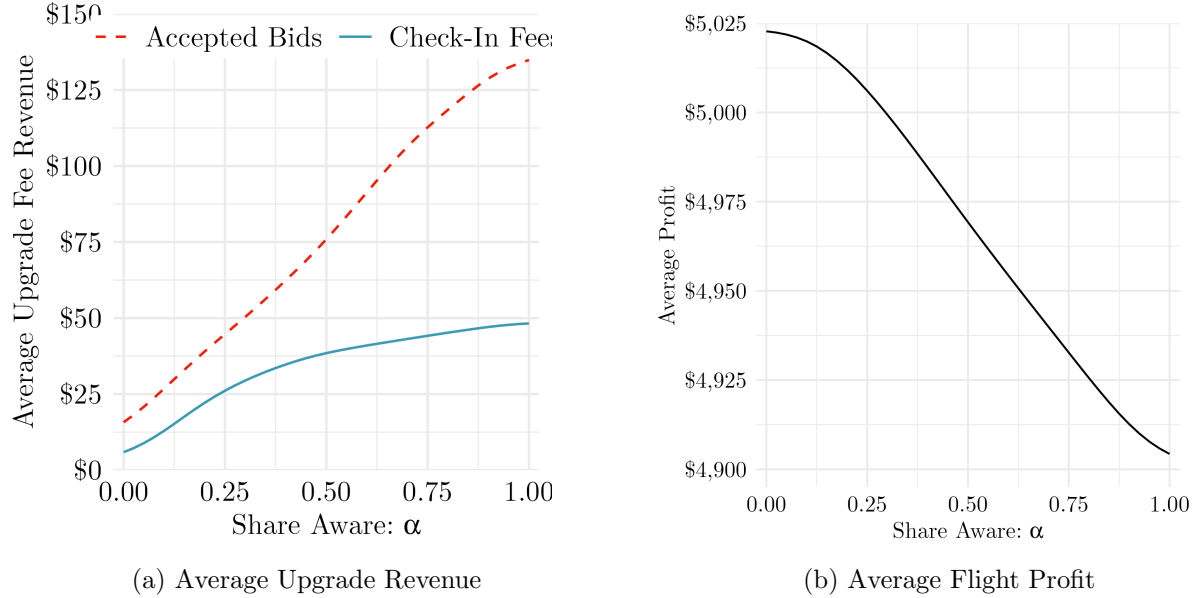 $150
Accepted Bids Check-In Fees
$125
$100
$75
$50
$25
$0
Average Upgrade Fee Revenue
0.00 0.25 0.50 0.75 1.00
Share Aware: α
(a) Average Upgrade Revenue
$5,025
$5,000
$4,975
$4,950
$4,925
$4,900
Average Profit
0.00 0.25 0.50 0.75 1.00
Share Aware: α
(b) Average Flight Profit